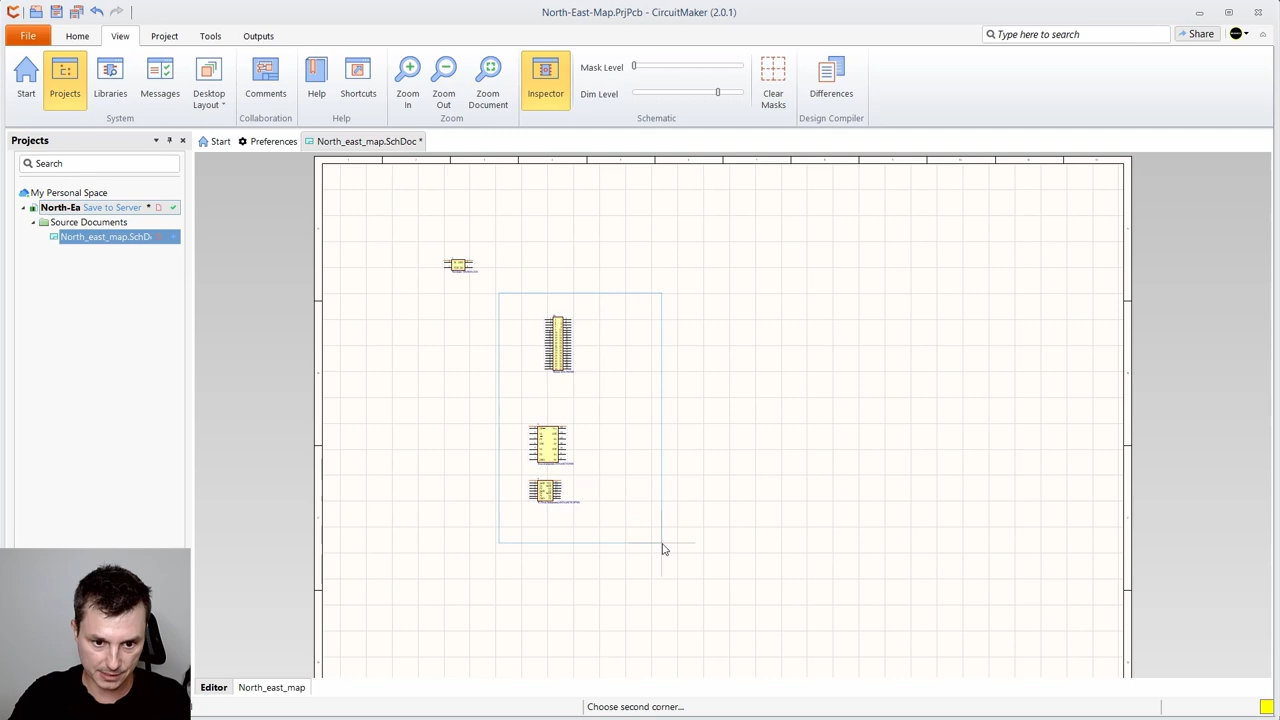 North-East-Map.PrjPcb - CircuitMaker (2.0.1)
File
Home
View
Project
Tools
Outputs
Type here to search
Share
Start
Projects
Libraries
Messages
Desktop
Layout
Comments
Help
Shortcuts
Zoom
In
Zoom
Out
Zoom
Document
Inspector
Mask Level
Dim Level
Clear
Masks
Differences
System
Collaboration
Help
Zoom
Schematic
Design Compiler
Projects
Start
Preferences
North_east_map.SchDoc *
Search
My Personal Space
North-Ea Save to Server *
Source Documents
North_east_map.SchD
Editor
North_east_map
Choose second corner...